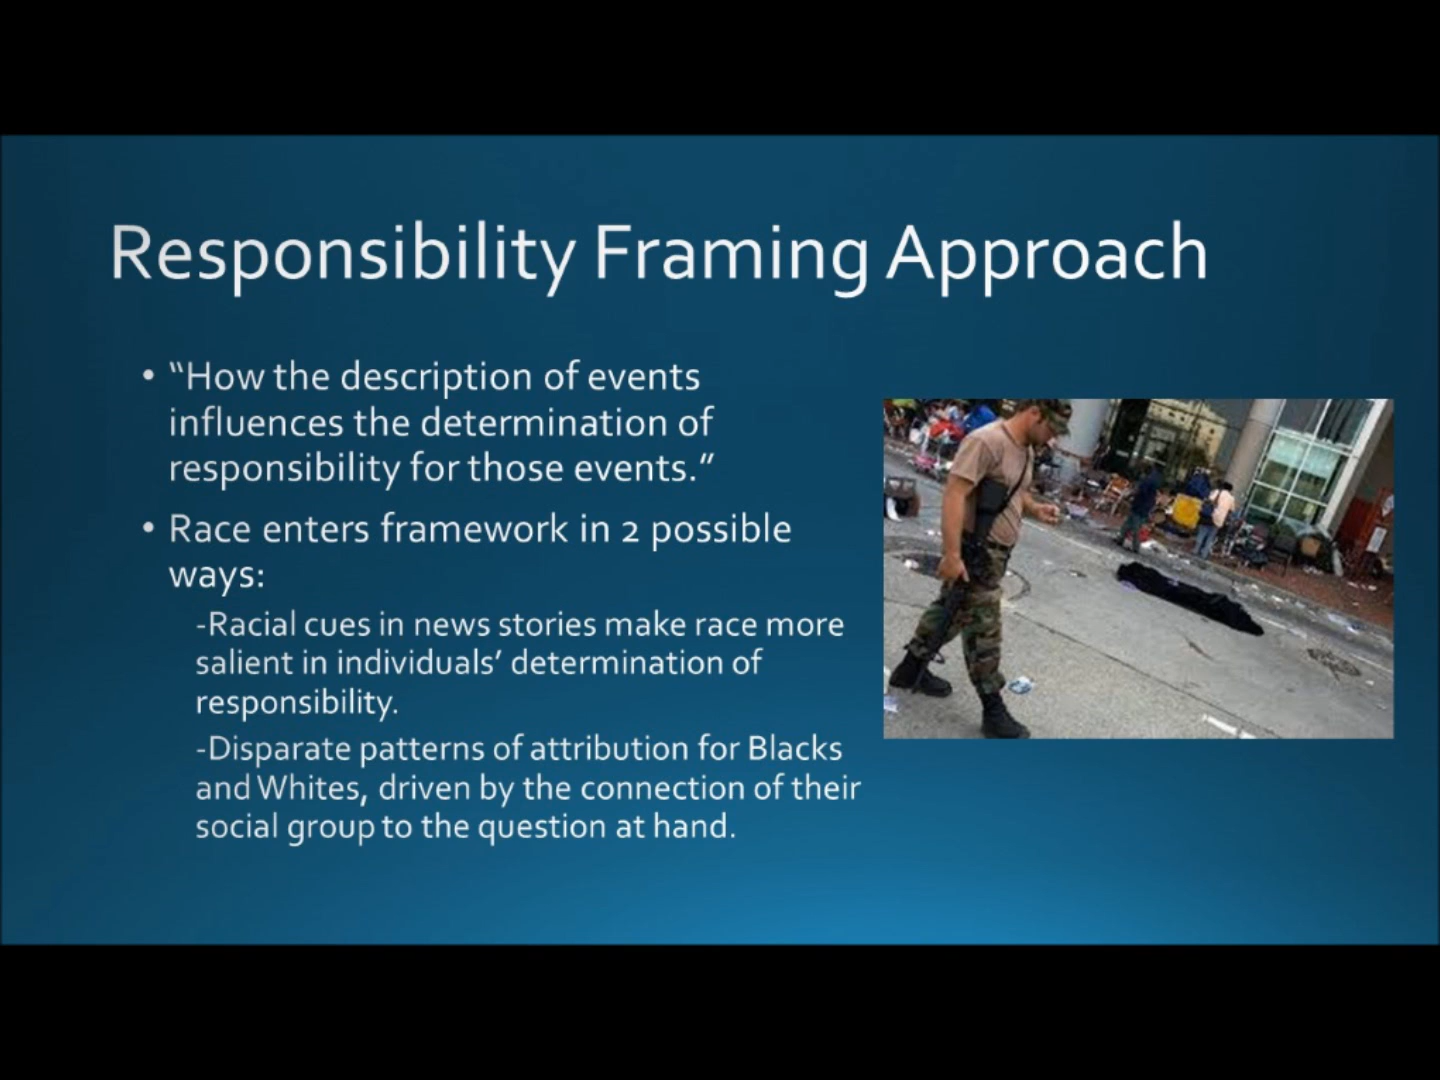 Responsibility Framing Approach
• “How the description of events
influences the determination of
responsibility for those events.”
• Race enters framework in 2 possible
ways:
-Racial cues in news stories make race more
salient in individuals’ determination of
responsibility.
-Disparate patterns of attribution for Blacks
and Whites, driven by the connection of their
social group to the question at hand.